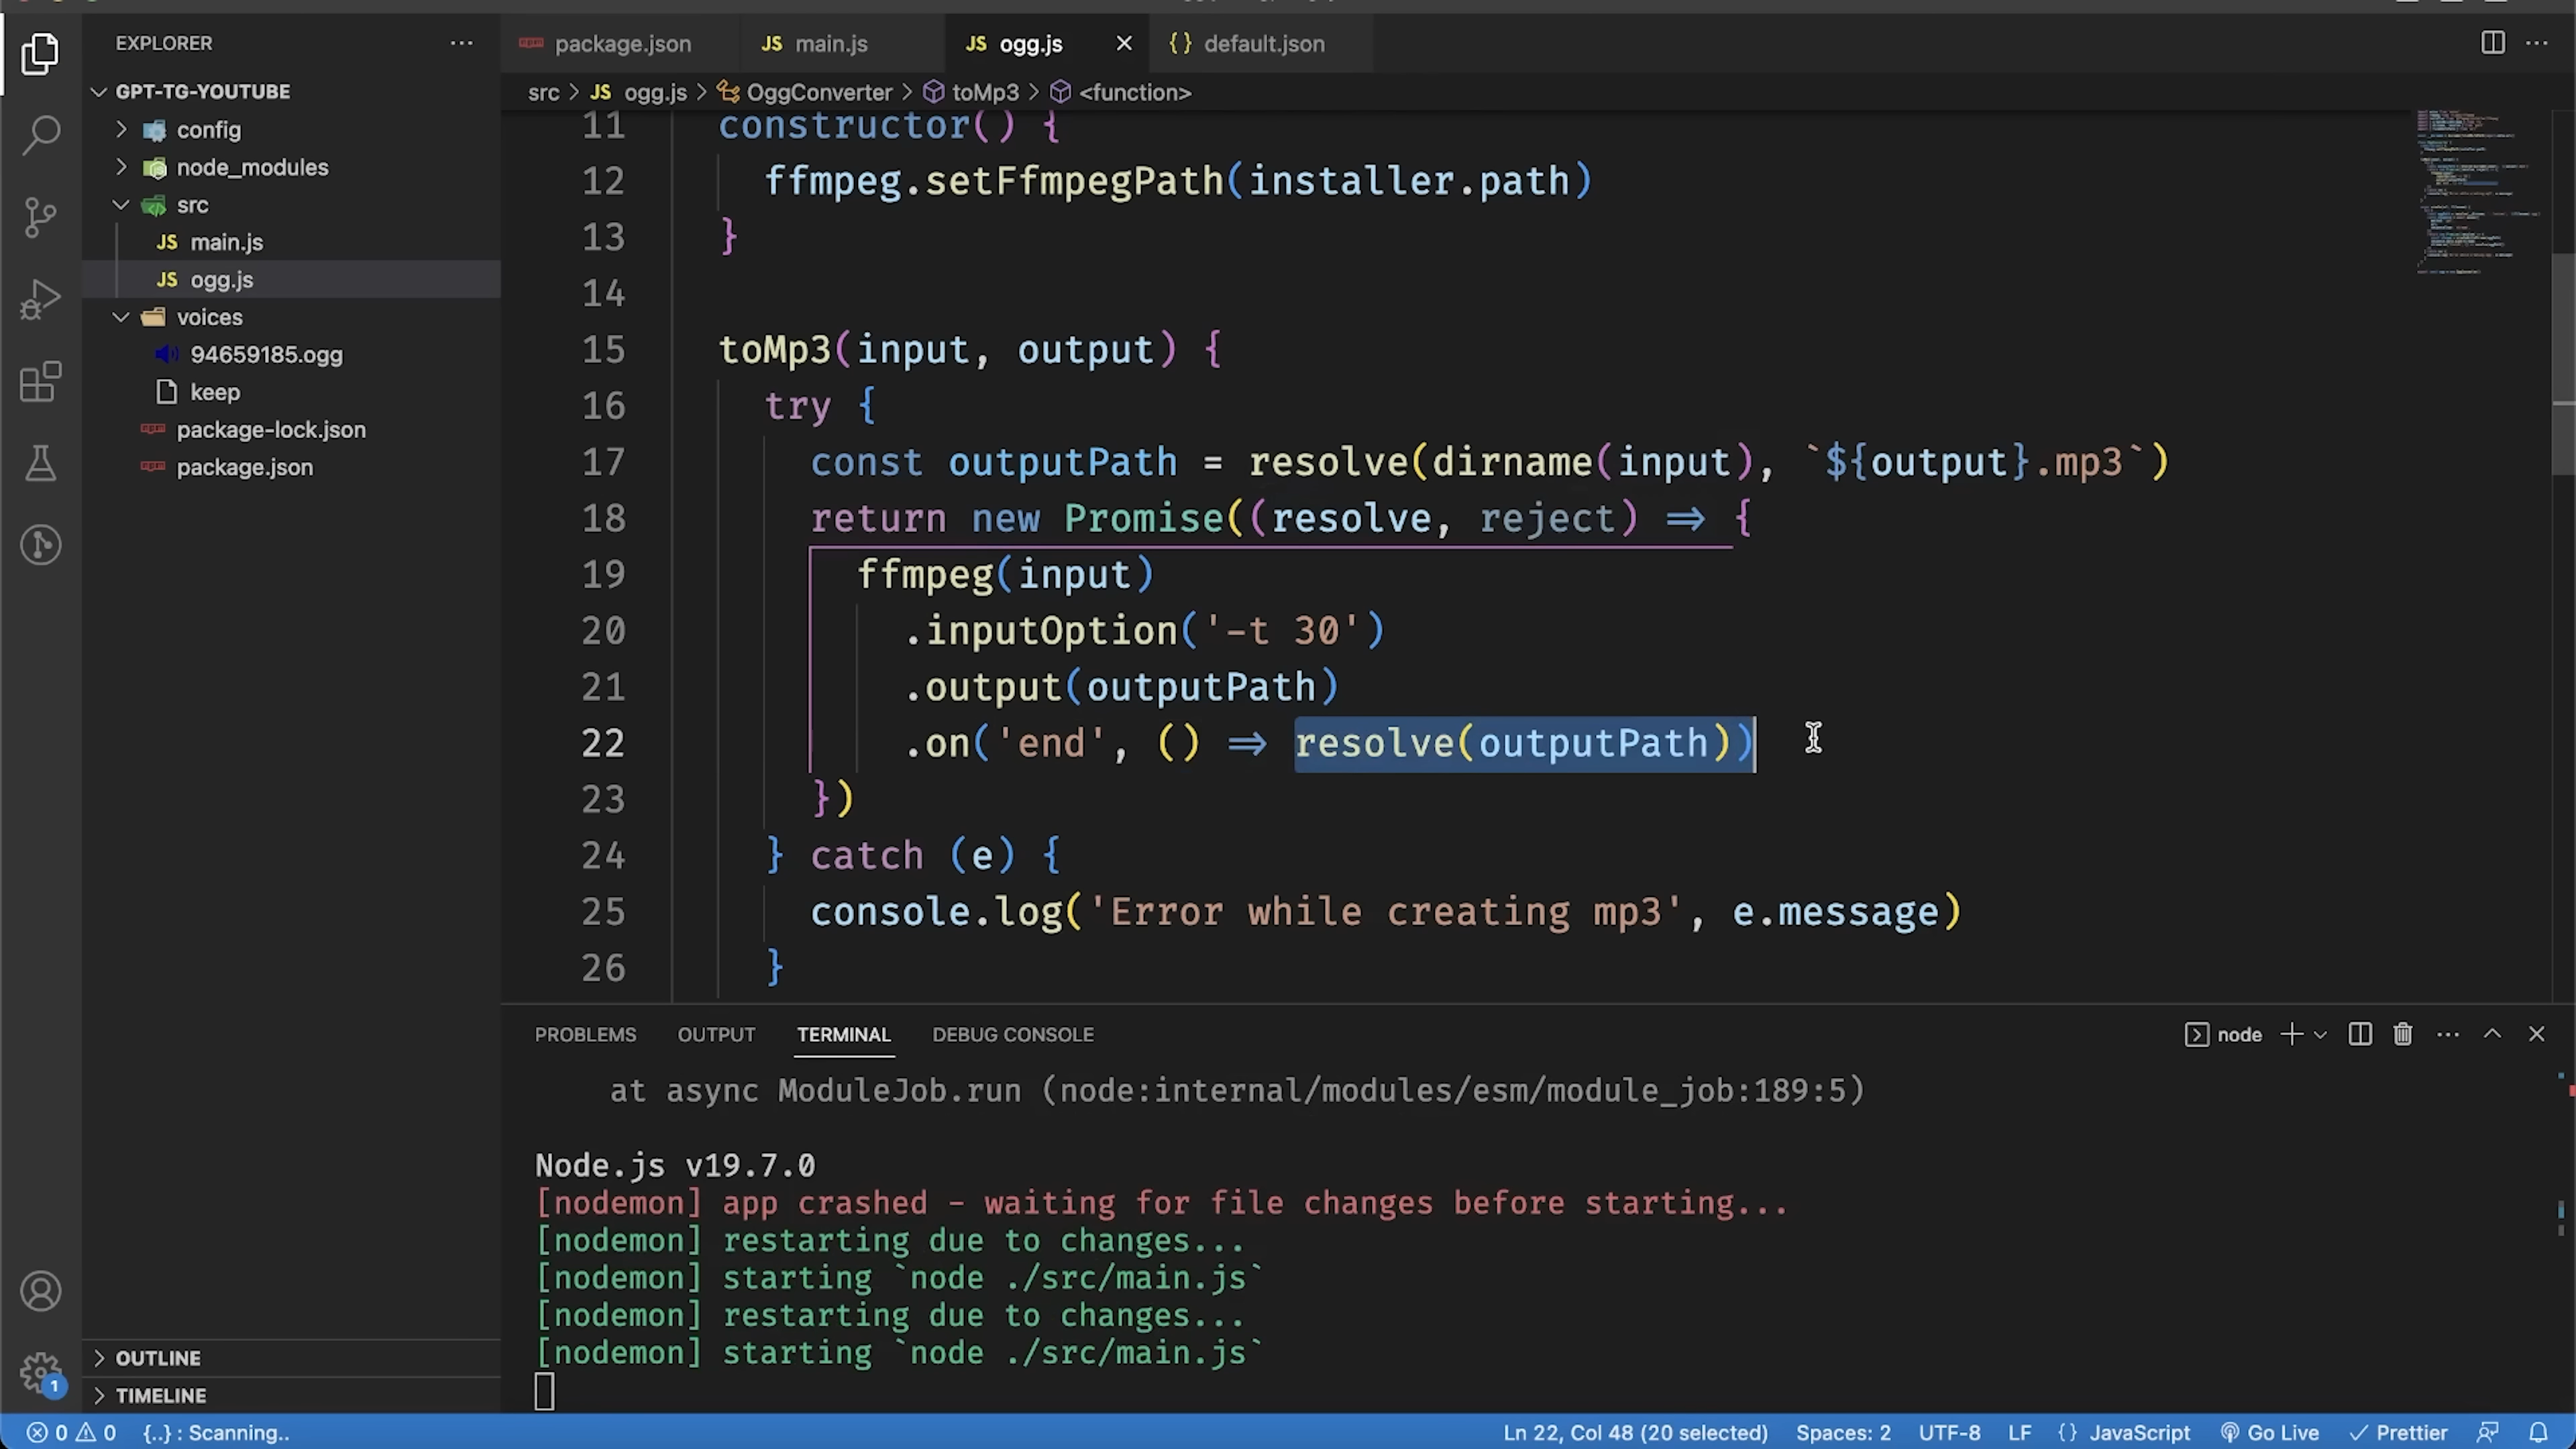 EXPLORER
package.json
main.js
ogg.js
default.json
GPT-TG-YOUTUBE
config
node_modules
src
main.js
ogg.js
voices
94659185.ogg
keep
package-lock.json
package.json
OUTLINE
TIMELINE
src > JS ogg.js > OggConverter > toMp3 > <function>
11 constructor() {
12 ffmpeg.setFfmpegPath(installer.path)
13 }
14
15 toMp3(input, output) {
16 try {
17 const outputPath = resolve(dirname(input), `${output}.mp3`)
18 return new Promise((resolve, reject) => {
19 ffmpeg(input)
20 .inputOption('-t 30')
21 .output(outputPath)
22 .on('end', () => resolve(outputPath))
23 })
24 } catch (e) {
25 console.log('Error while creating mp3', e.message)
26 }
PROBLEMS OUTPUT TERMINAL DEBUG CONSOLE
node
at async ModuleJob.run (node:internal/modules/esm/module_job:189:5)
Node.js v19.7.0
[nodemon] app crashed - waiting for file changes before starting...
[nodemon] restarting due to changes...
[nodemon] starting `node ./src/main.js`
[nodemon] restarting due to changes...
[nodemon] starting `node ./src/main.js`
1
0 0 {..} : Scanning.. Ln 22, Col 48 (20 selected) Spaces: 2 UTF-8 LF {} JavaScript Go Live Prettier